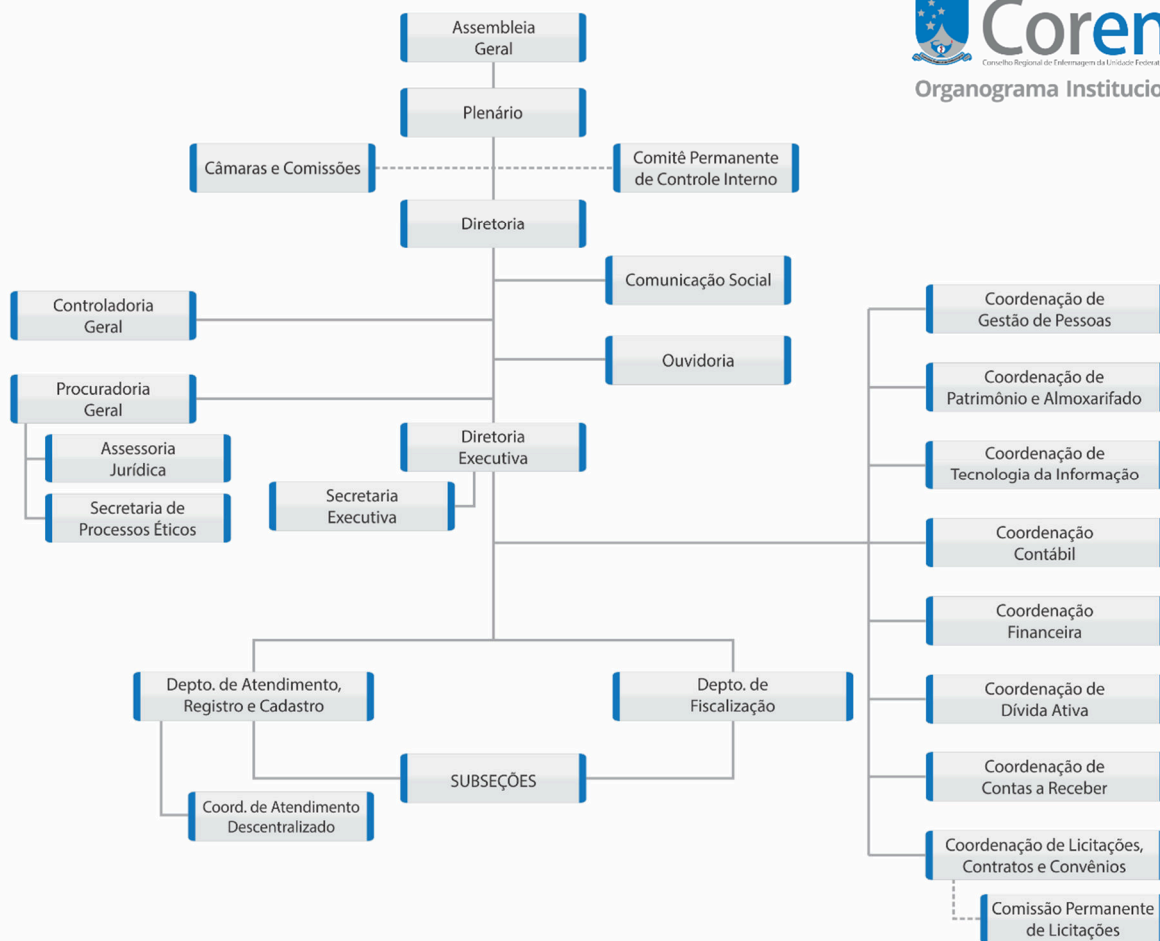 Coren
Conselho Regional de Enfermagem da Unidade Federat
Organograma Institucio
Assembleia
Geral
Plenário
Câmaras e Comissões
Comitê Permanente
de Controle Interno
Diretoria
Comunicação Social
Controladoria
Geral
Ouvidoria
Procuradoria
Geral
Assessoria
Jurídica
Secretaria de
Processos Éticos
Diretoria
Executiva
Secretaria
Executiva
Coordenação de
Gestão de Pessoas
Coordenação de
Patrimônio e Almoxarifado
Coordenação de
Tecnologia da Informação
Coordenação
Contábil
Coordenação
Financeira
Coordenação de
Dívida Ativa
Coordenação de
Contas a Receber
Coordenação de Licitações,
Contratos e Convênios
Comissão Permanente
de Licitações
Depto. de Atendimento,
Registro e Cadastro
Depto. de
Fiscalização
SUBSEÇÕES
Coord. de Atendimento
Descentralizado